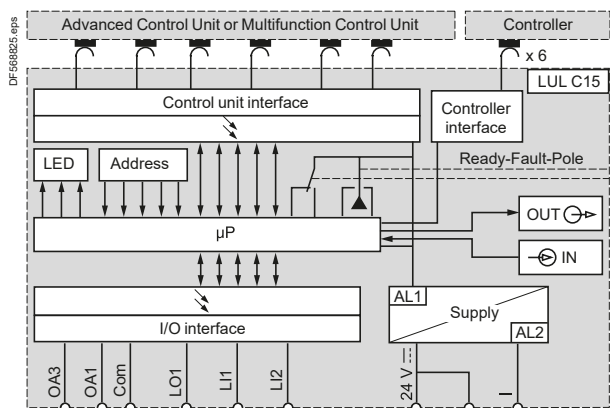 Advanced Control Unit or Multifunction Control Unit
Controller
DF568825.eps
x 6
LUL C15
Control unit interface
Controller
interface
LED
Address
Ready-Fault-Pole
µP
OUT
IN
AL1
Supply
AL2
I/O interface
OA3
OA1
Com
LO1
LI1
LI2
24 V